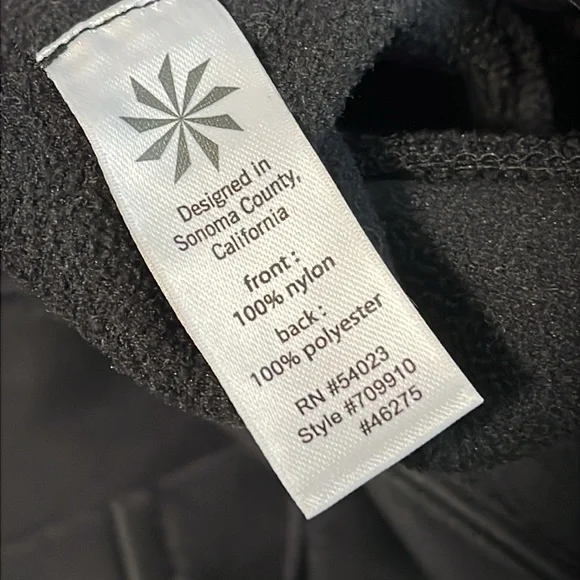 Designed in
Sonoma County,
California
front:
100% nylon
back:
100% polyester
RN #54023
Style #709910
#46275